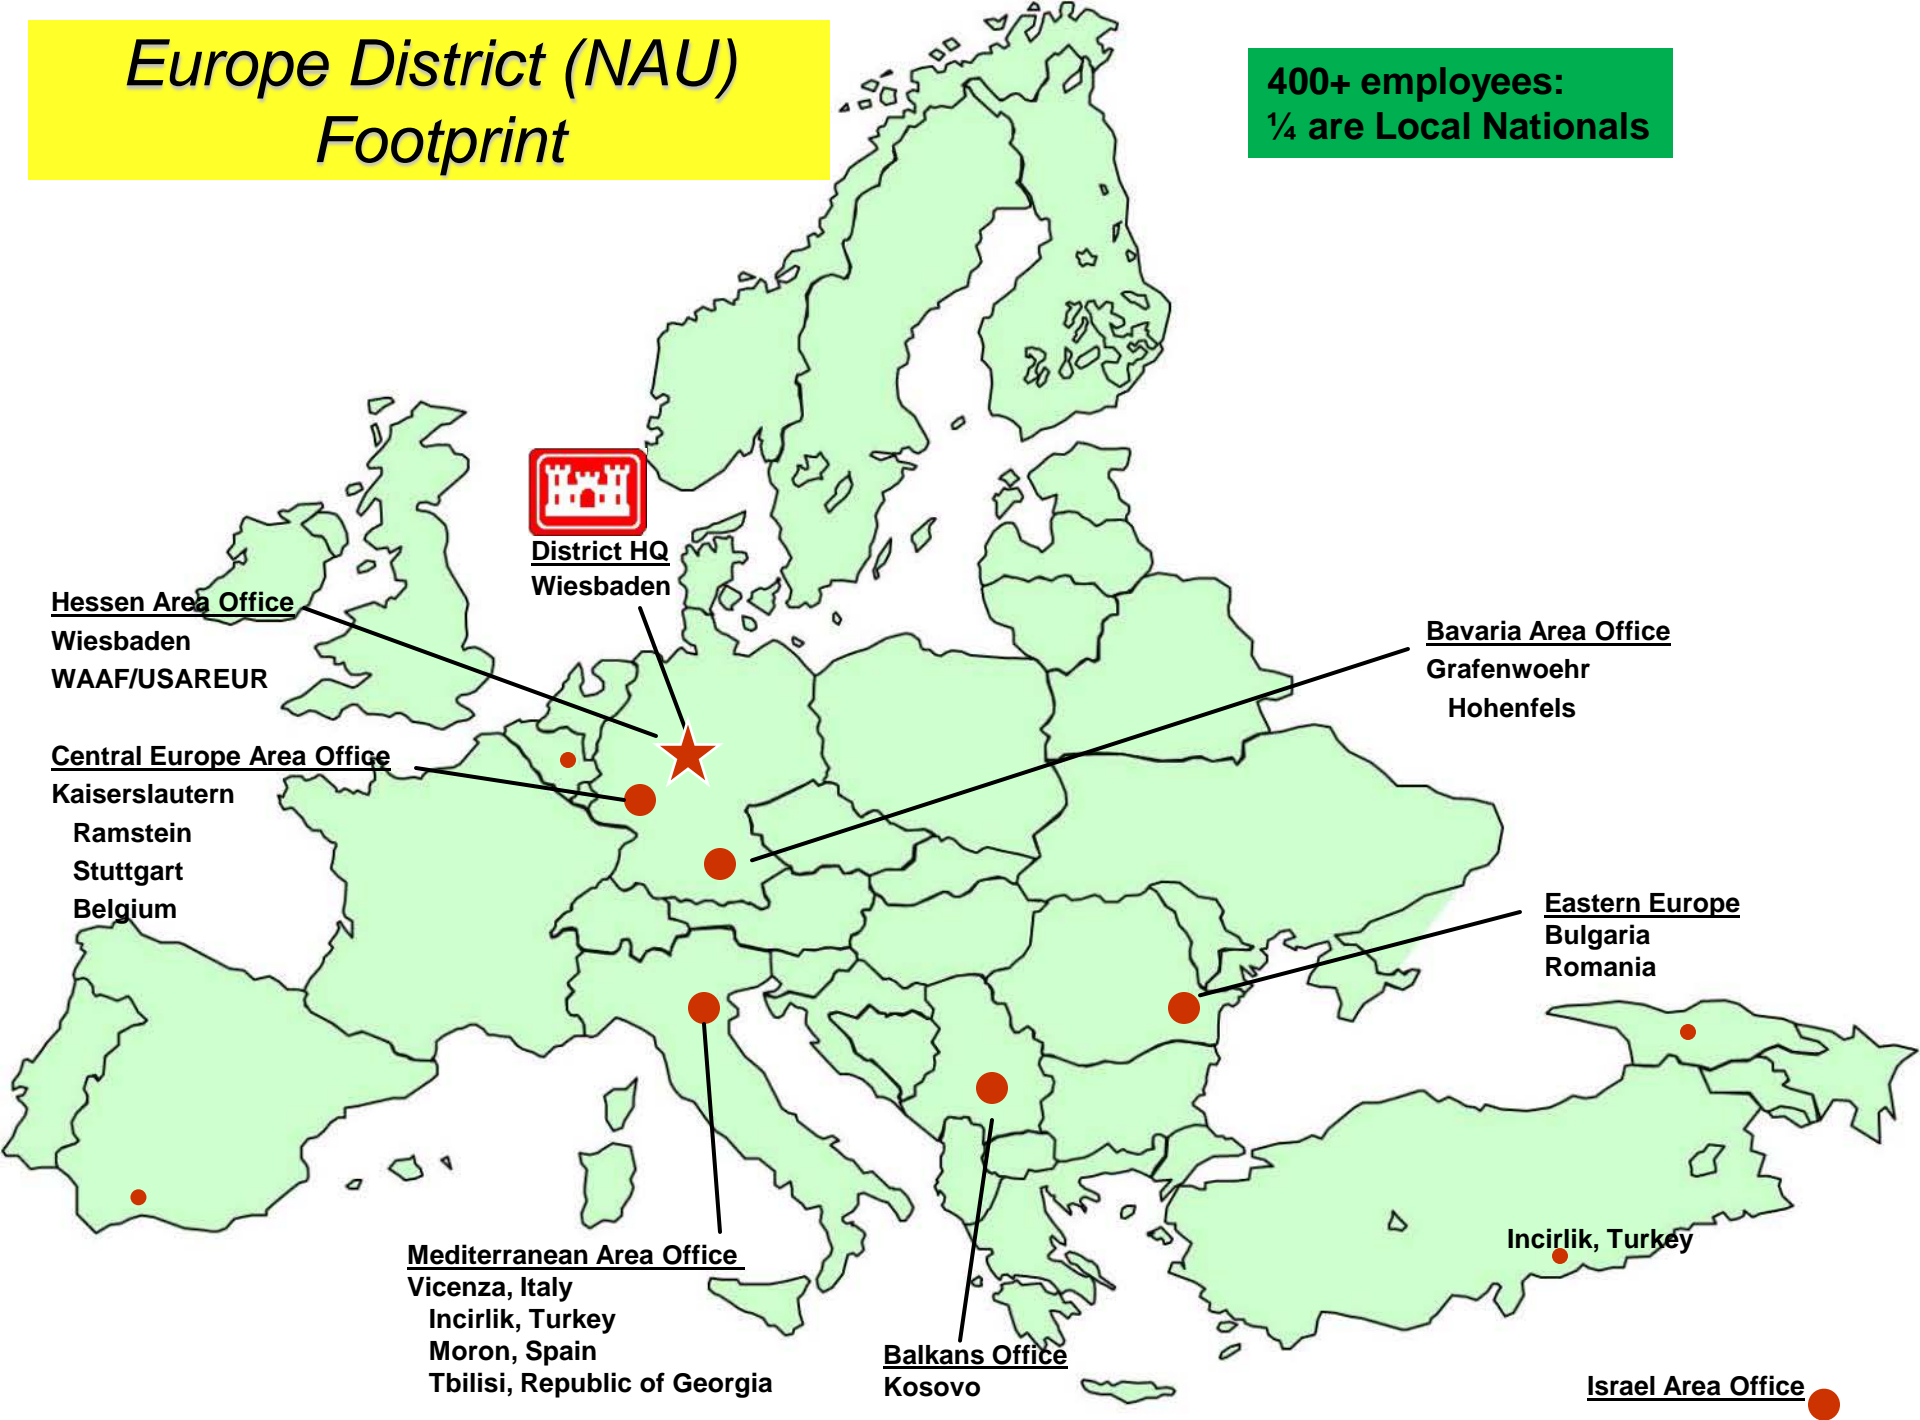 Europe District (NAU)
Footprint
400+ employees:
¼ are Local Nationals
District HQ
Wiesbaden
Hessen Area Office
Wiesbaden
WAAF/USAREUR
Bavaria Area Office
Grafenwoehr
Hohenfels
Central Europe Area Office
Kaiserslautern
Ramstein
Stuttgart
Belgium
Eastern Europe
Bulgaria
Romania
Incirlik, Turkey
Mediterranean Area Office
Vicenza, Italy
Incirlik, Turkey
Moron, Spain
Tbilisi, Republic of Georgia
Balkans Office
Kosovo
Israel Area Office